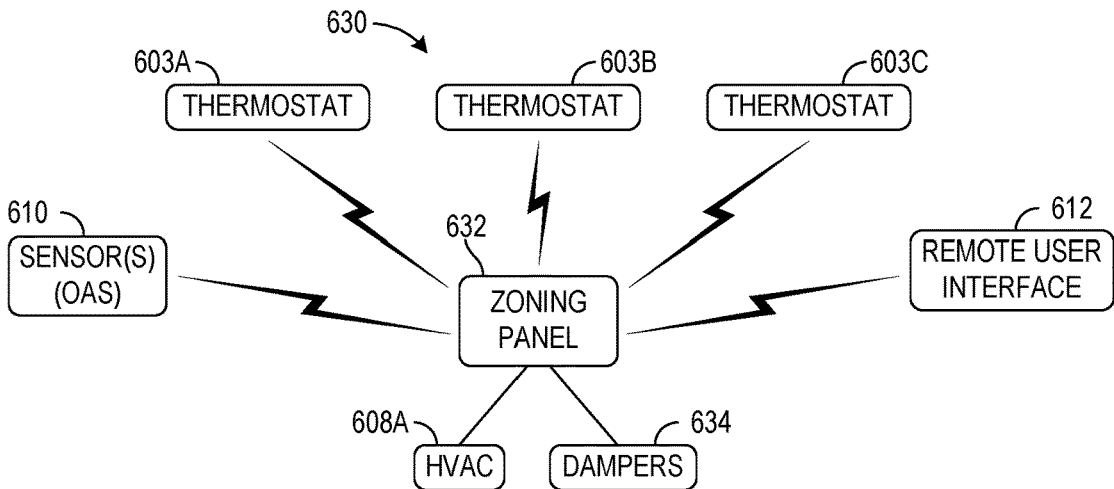 630
603A
603B
603C
THERMOSTAT
THERMOSTAT
THERMOSTAT
610
632
612
SENSOR(S)
(OAS)
ZONING
PANEL
REMOTE USER
INTERFACE
608A
634
HVAC
DAMPERS